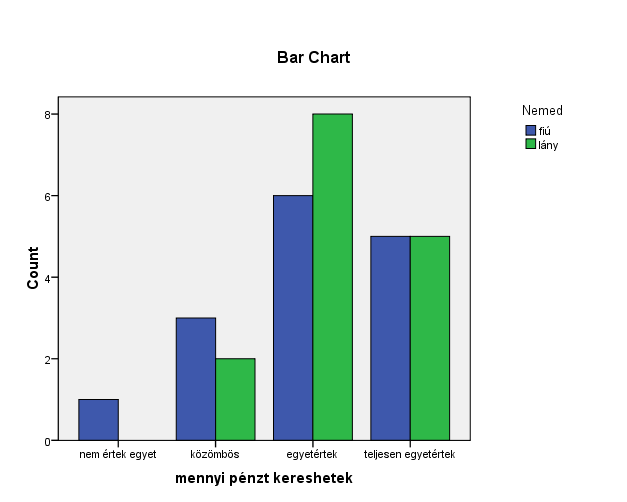 Bar Chart
Nemed
fiú
lány
Count
8
6
4
2
0
nem értek egyet
közömbös
egyetértek
teljesen egyetértek
mennyi pénzt kereshetek